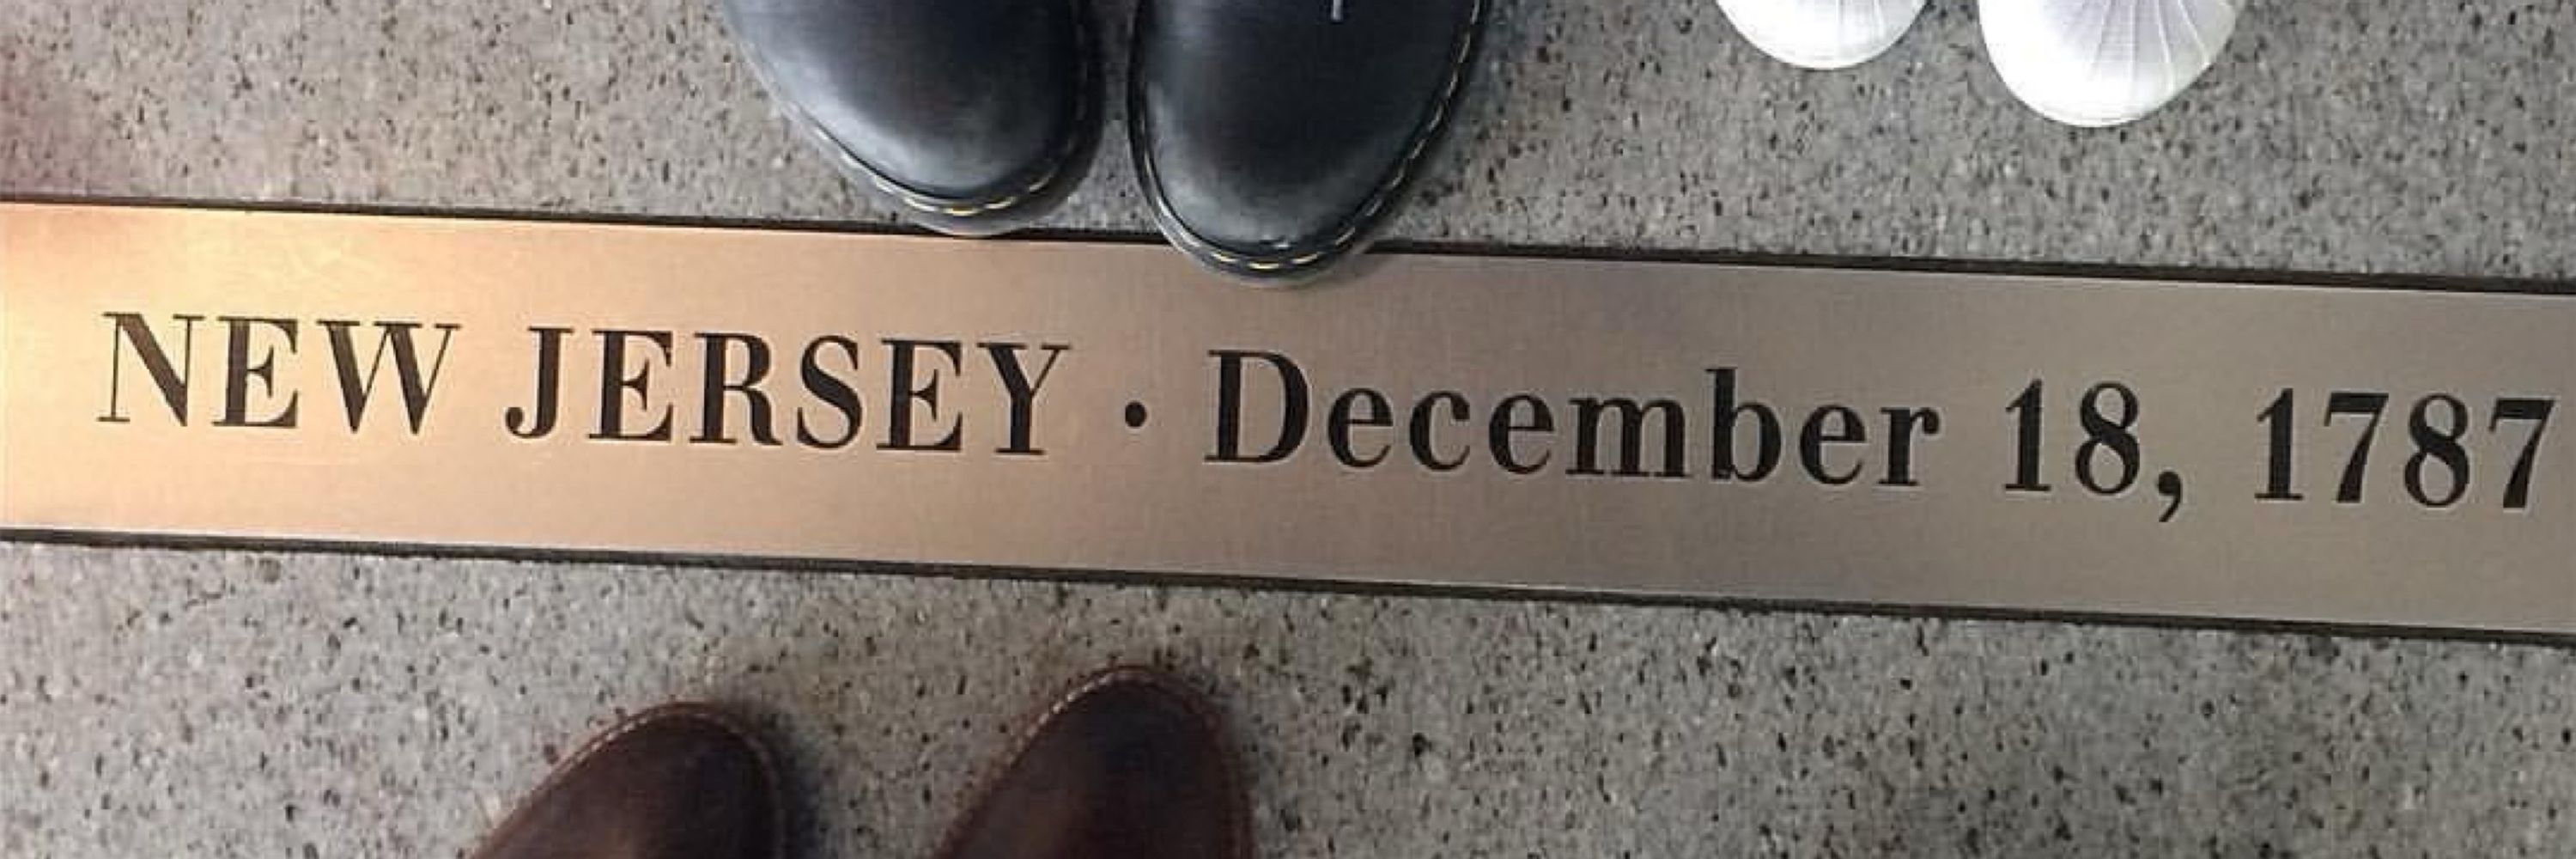 NEW JERSEY · December 18, 1787